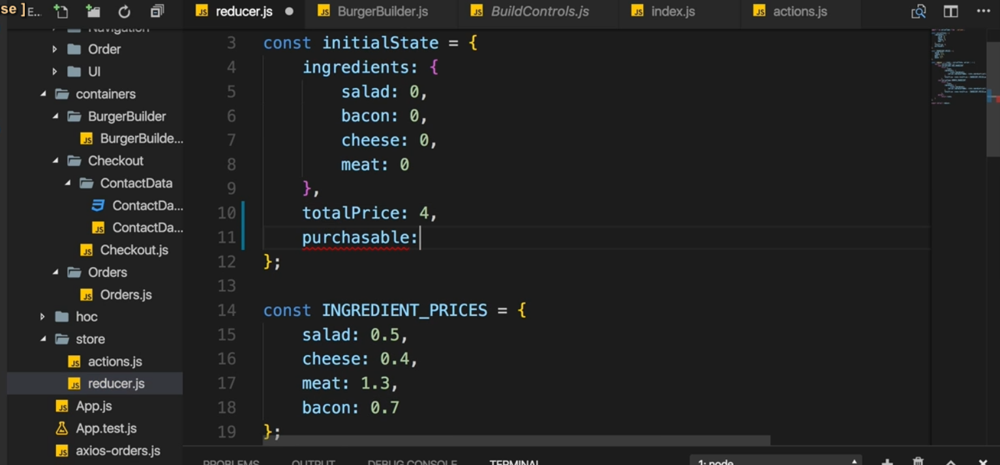 se ]E...
reducer.js
BurgerBuilder.js
BuildControls.js
index.js
actions.js
Navigation
Order
UI
containers
BurgerBuilder
BurgerBuilde...
Checkout
ContactData
ContactDa...
ContactDa...
Checkout.js
Orders
Orders.js
hoc
store
actions.js
reducer.js
App.js
App.test.js
axios-orders.js
3 const initialState = {
4 ingredients: {
5 salad: 0,
6 bacon: 0,
7 cheese: 0,
8 meat: 0
9 },
10 totalPrice: 4,
11 purchasable:
12 };
13
14 const INGREDIENT_PRICES = {
15 salad: 0.5,
16 cheese: 0.4,
17 meat: 1.3,
18 bacon: 0.7
19 };
PROBLEMS OUTPUT DEBUG CONSOLE TERMINAL 1: node